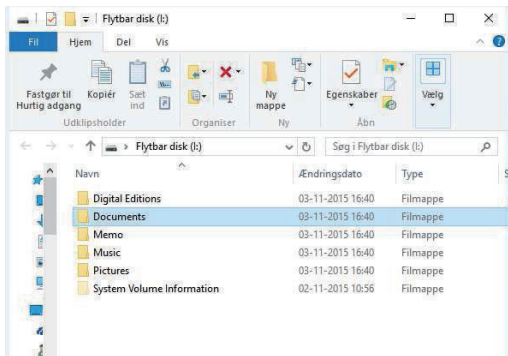 Flytbar disk (I:)
Fil Hjem Del Vis
Fastgør til Hurtig adgang
Kopiér
Sæt ind
Ny mappe
Egenskaber
Vælg
Udklipsholder Organiser Ny Åbn
Flytbar disk (I:) Søg i Flytbar disk (I:)
Navn Ændringsdato Type
Digital Editions 03-11-2015 16:40 Filmappe
Documents 03-11-2015 16:40 Filmappe
Memo 03-11-2015 16:40 Filmappe
Music 03-11-2015 16:40 Filmappe
Pictures 03-11-2015 16:40 Filmappe
System Volume Information 02-11-2015 10:56 Filmappe